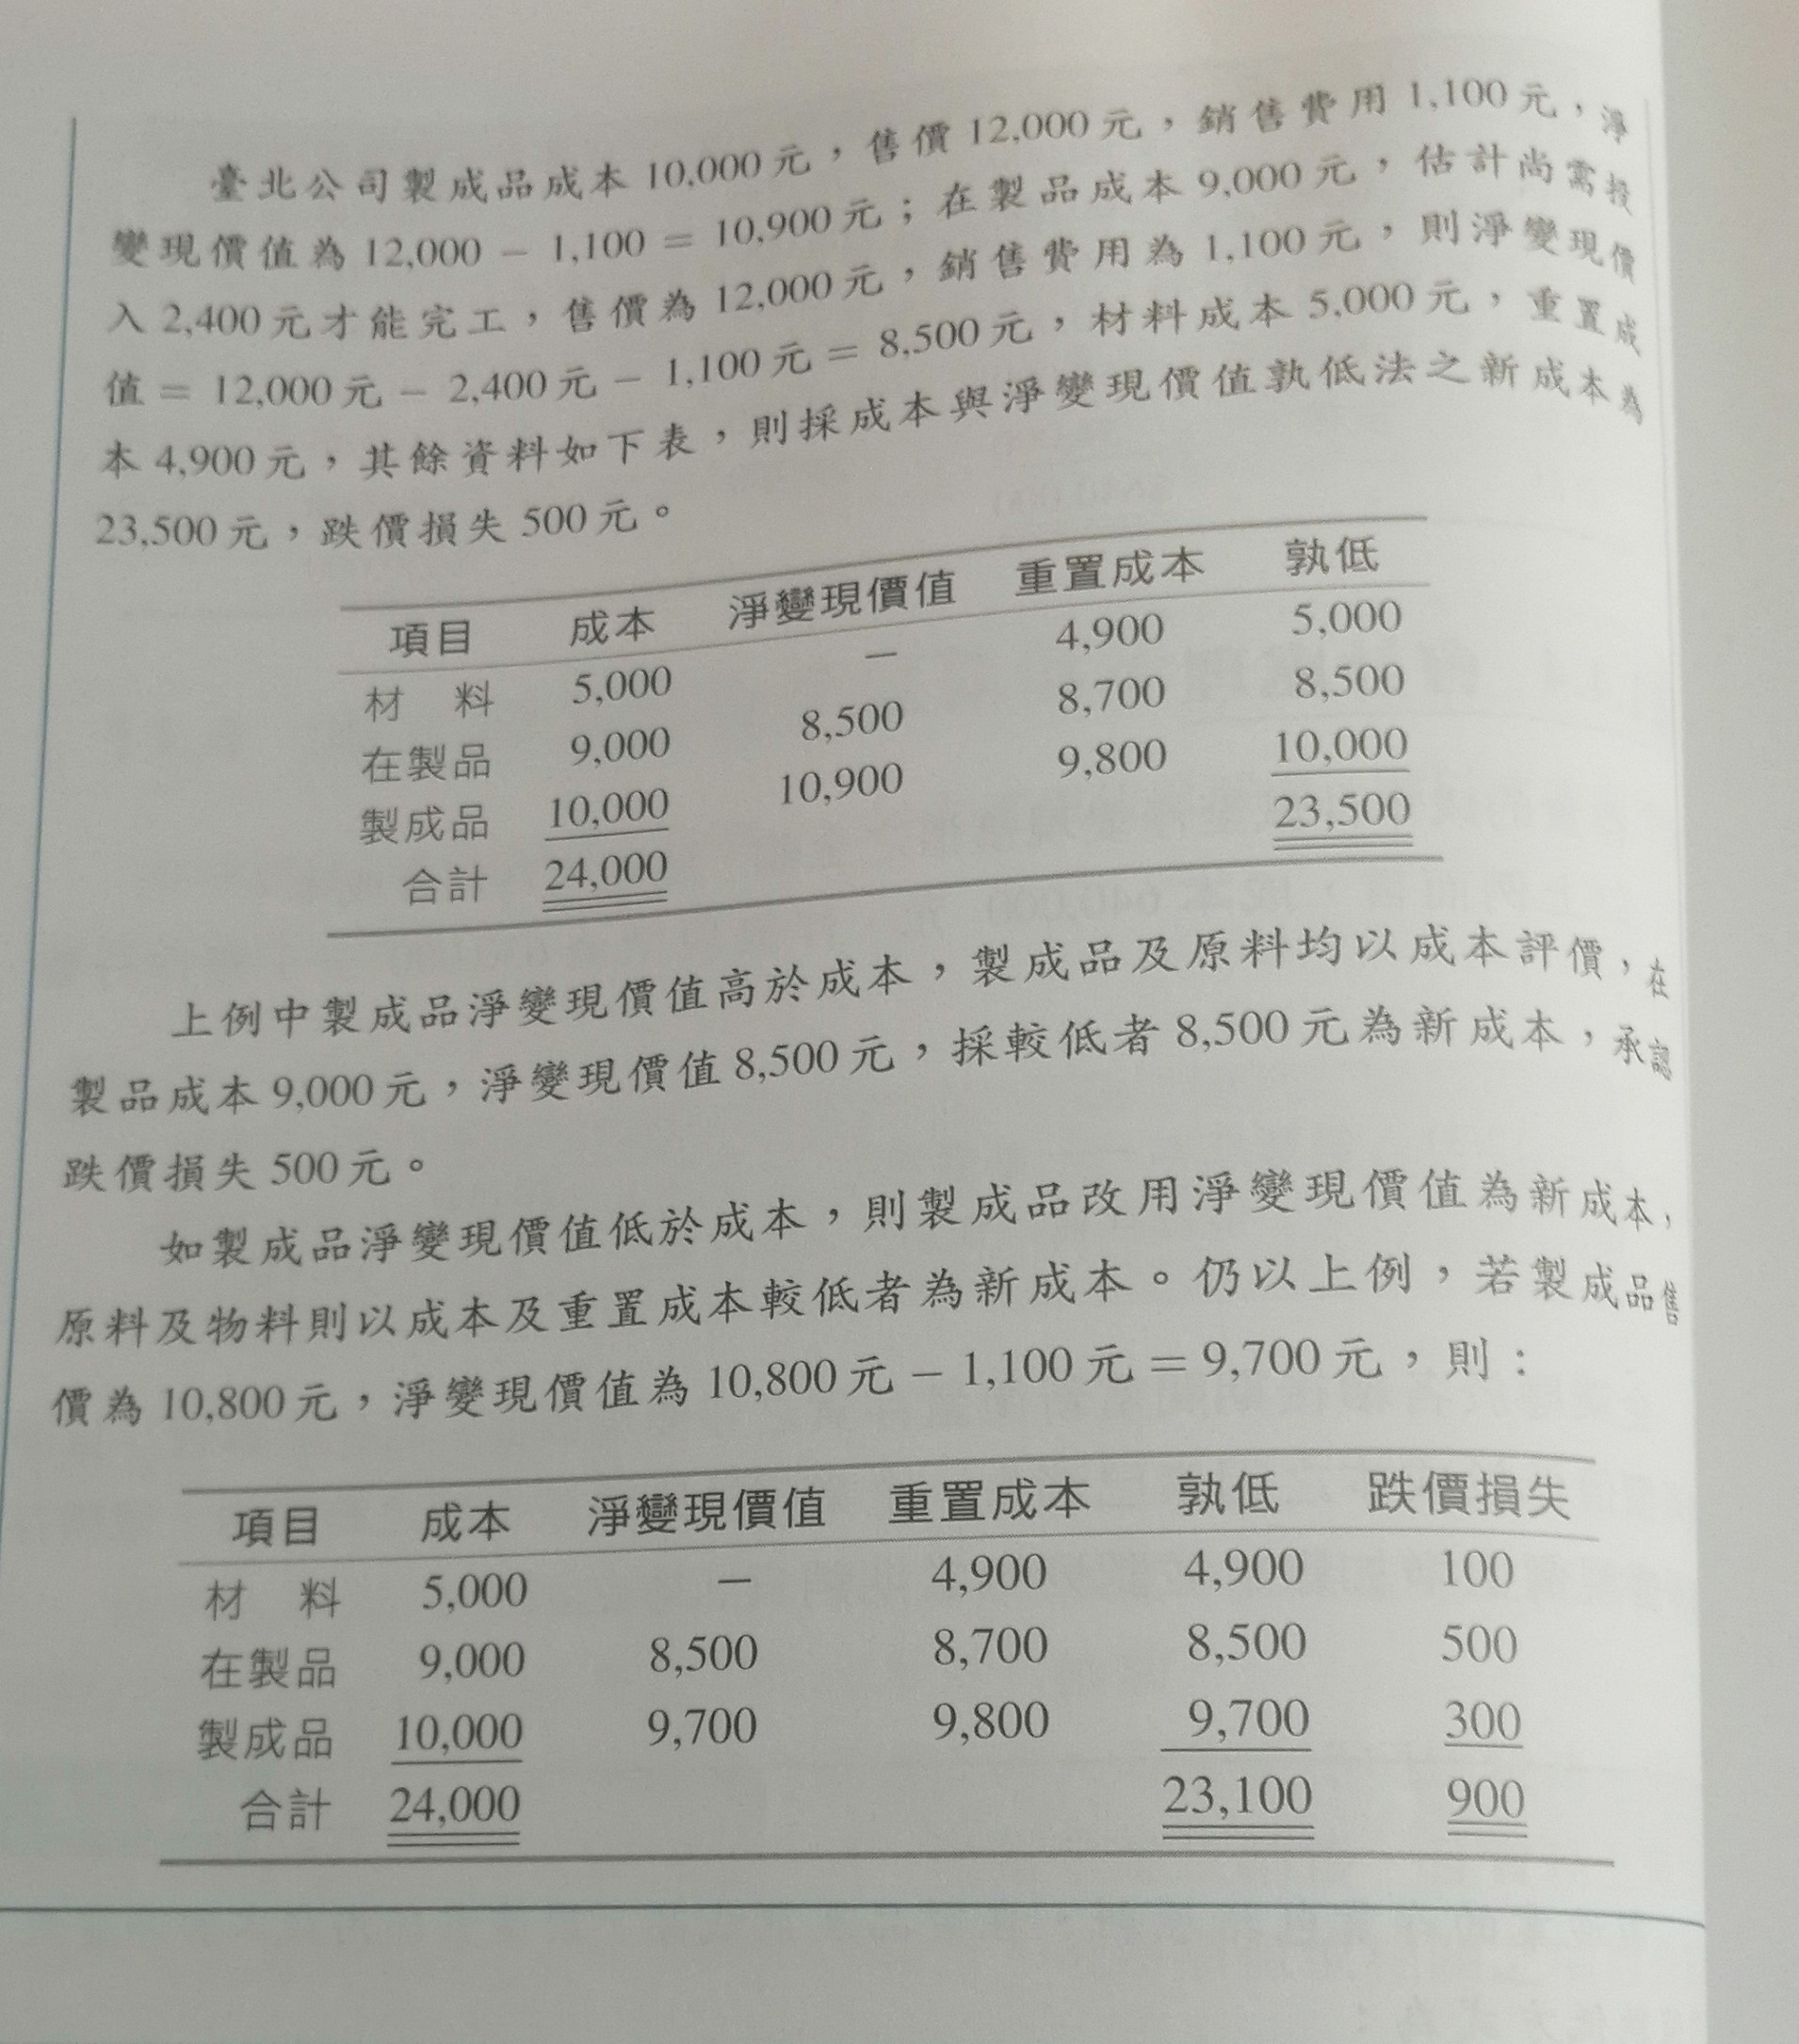 臺北公司製成品成本 10,000 元，售價 12,000 元，銷售費用 1,100 元，淨
變現價值為 12,000 − 1,100 = 10,900 元；在製品成本 9,000 元，估計尚需投
入 2,400 元才能完工，售價為 12,000 元，銷售費用為 1,100 元，則淨變現價
值 = 12,000 元 − 2,400 元 − 1,100 元 = 8,500 元，材料成本 5,000 元，重置成
本 4,900 元，其餘資料如下表，則採成本與淨變現價值孰低法之新成本為
23,500 元，跌價損失 500 元。
項目 成本 淨變現價值 重置成本 孰低
材 料 5,000 － 4,900 5,000
在製品 9,000 8,500 8,700 8,500
製成品 10,000 10,900 9,800 10,000
合計 24,000 23,500
上例中製成品淨變現價值高於成本，製成品及原料均以成本評價，在
製品成本 9,000 元，淨變現價值 8,500 元，採較低者 8,500 元為新成本，承認
跌價損失 500 元。
如製成品淨變現價值低於成本，則製成品改用淨變現價值為新成本，
原料及物料則以成本及重置成本較低者為新成本。仍以上例，若製成品售
價為 10,800 元，淨變現價值為 10,800 元 − 1,100 元 = 9,700 元，則：
項目 成本 淨變現價值 重置成本 孰低 跌價損失
材 料 5,000 － 4,900 4,900 100
在製品 9,000 8,500 8,700 8,500 500
製成品 10,000 9,700 9,800 9,700 300
合計 24,000 23,100 900